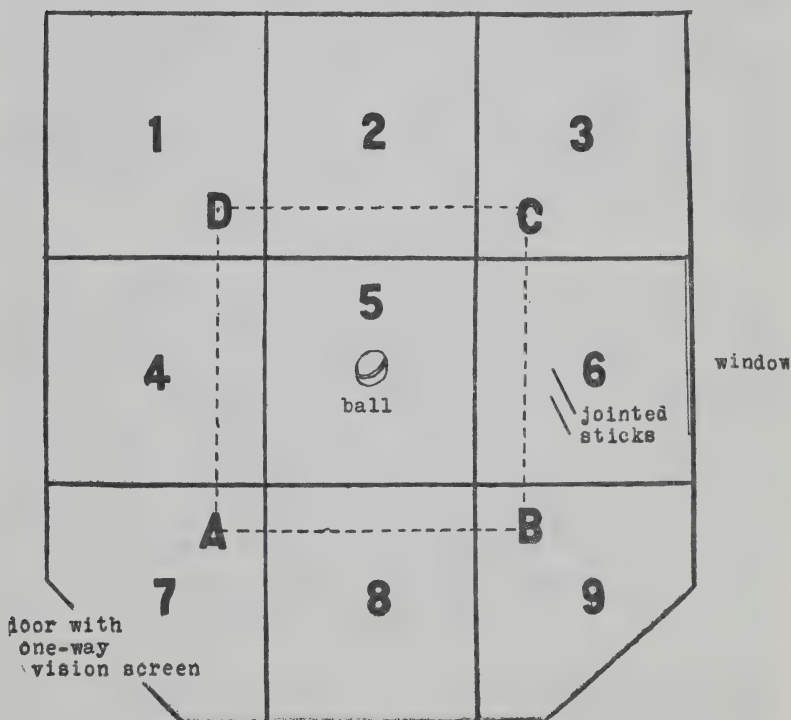 1 2 3
D C
5
4 6 window
ball
jointed
sticks
A B
7 8 9
door with
one-way
vision screen